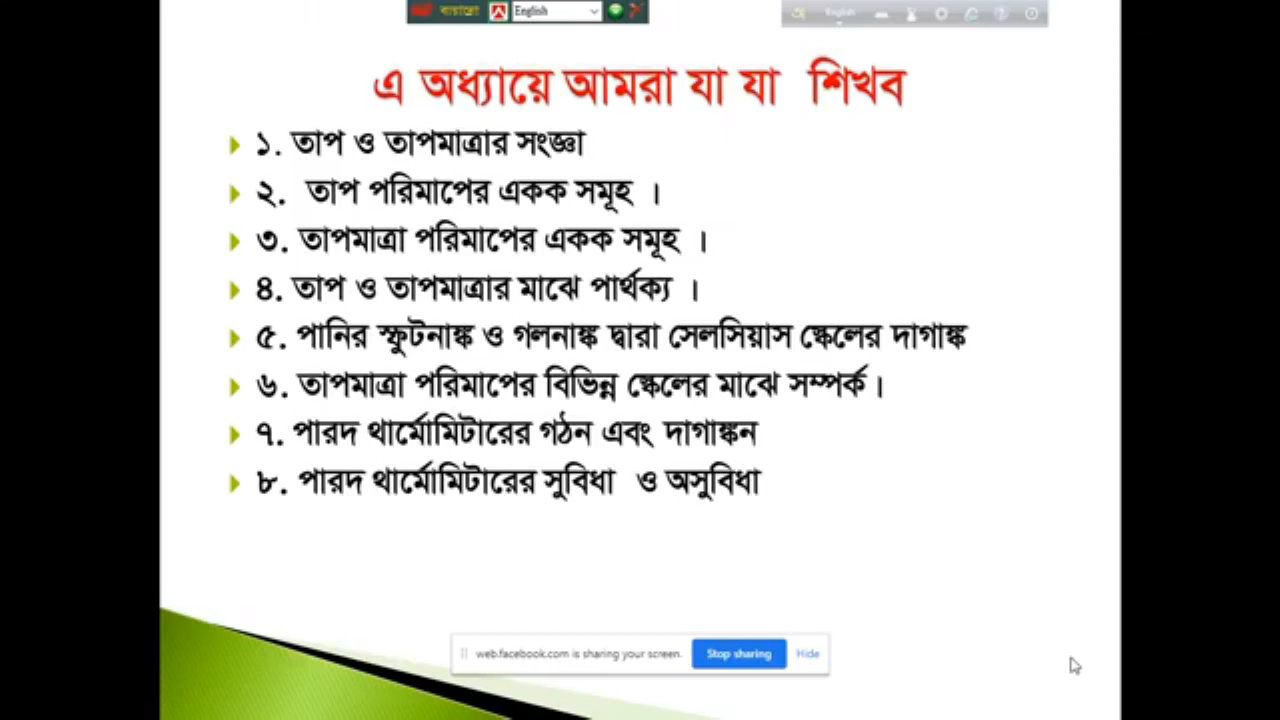 বায়ান্নো English
English
এ অধ্যায়ে আমরা যা যা শিখব
১. তাপ ও তাপমাত্রার সংজ্ঞা
২. তাপ পরিমাপের একক সমূহ ।
৩. তাপমাত্রা পরিমাপের একক সমূহ ।
৪. তাপ ও তাপমাত্রার মাঝে পার্থক্য ।
৫. পানির স্ফুটনাঙ্ক ও গলনাঙ্ক দ্বারা সেলসিয়াস স্কেলের দাগাঙ্ক
৬. তাপমাত্রা পরিমাপের বিভিন্ন স্কেলের মাঝে সম্পর্ক।
৭. পারদ থার্মোমিটারের গঠন এবং দাগাঙ্কন
৮. পারদ থার্মোমিটারের সুবিধা ও অসুবিধা
web.facebook.com is sharing your screen. Stop sharing Hide